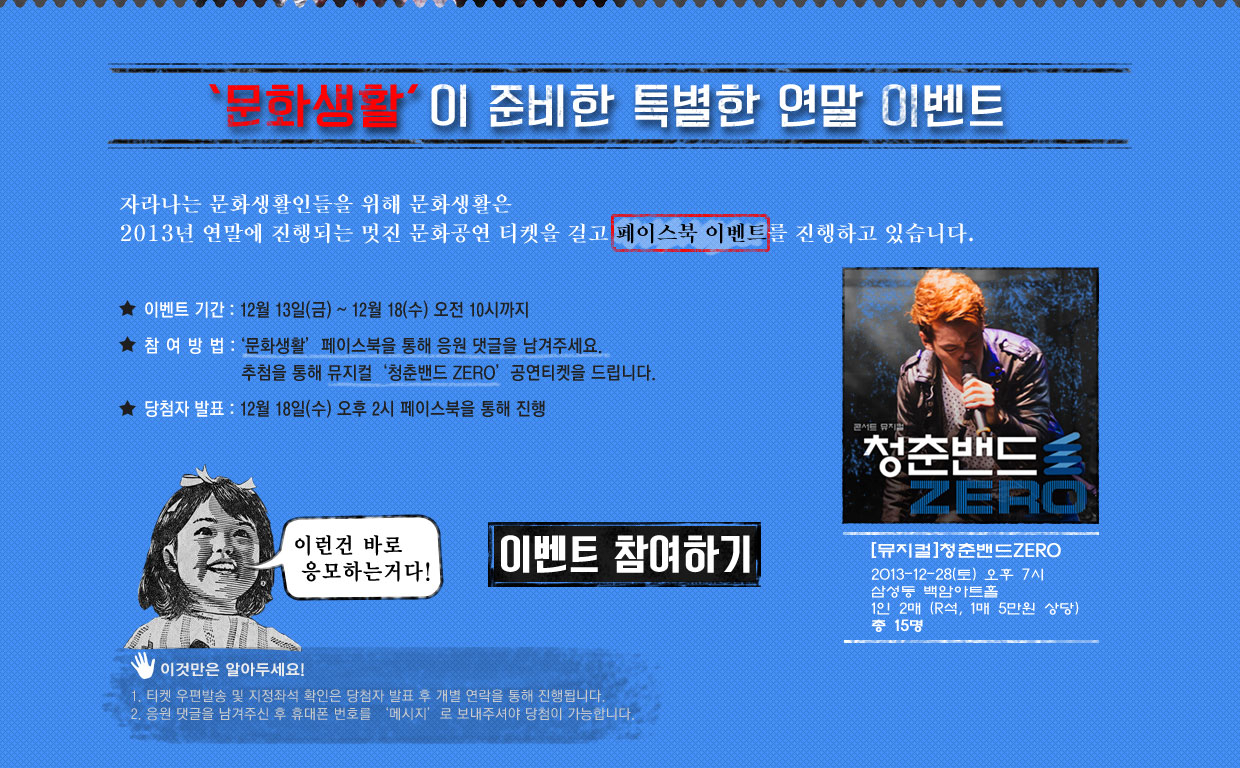 ‘문화생활‘ 이 준비한 특별한 연말 이벤트
자라나는 문화생활인들을 위해 문화생활은
2013년 연말에 진행되는 멋진 문화공연 티켓을 걸고 페이스북 이벤트를 진행하고 있습니다.
★ 이벤트 기간 : 12월 13일(금) ~ 12월 18(수) 오전 10시까지
★ 참 여 방 법 : ‘문화생활’ 페이스북을 통해 응원 댓글을 남겨주세요.
추첨을 통해 뮤지컬 ‘청춘밴드 ZERO’ 공연티켓을 드립니다.
★ 당첨자 발표 : 12월 18일(수) 오후 2시 페이스북을 통해 진행
콘서트 뮤지컬
청춘밴드
ZERO
이런건 바로
응모하는거다!
이벤트 참여하기
[뮤지컬]청춘밴드ZERO
2013-12-28(토) 오후 7시
삼성동 백암아트홀
1인 2매 (R석, 1매 5만원 상당)
총 15명
이것만은 알아두세요!
1. 티켓 우편발송 및 지정좌석 확인은 당첨자 발표 후 개별 연락을 통해 진행됩니다.
2. 응원 댓글을 남겨주신 후 휴대폰 번호를 ‘메시지’로 보내주셔야 당첨이 가능합니다.